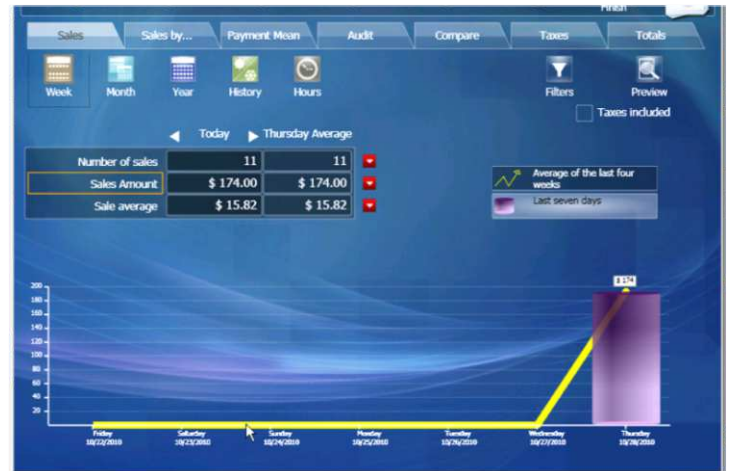 Finish
Sales Sales by... Payment Mean Audit Compare Taxes Totals
Week Month Year History Hours Filters Preview
Taxes included
Today Thursday Average
Number of sales 11 11
Sales Amount $ 174.00 $ 174.00
Sale average $ 15.82 $ 15.82
Average of the last four
weeks
Last seven days
$ 174
200
180
160
140
120
100
80
60
40
20
Friday Saturday Sunday Monday Tuesday Wednesday Thursday
10/22/2010 10/23/2010 10/24/2010 10/25/2010 10/26/2010 10/27/2010 10/28/2010